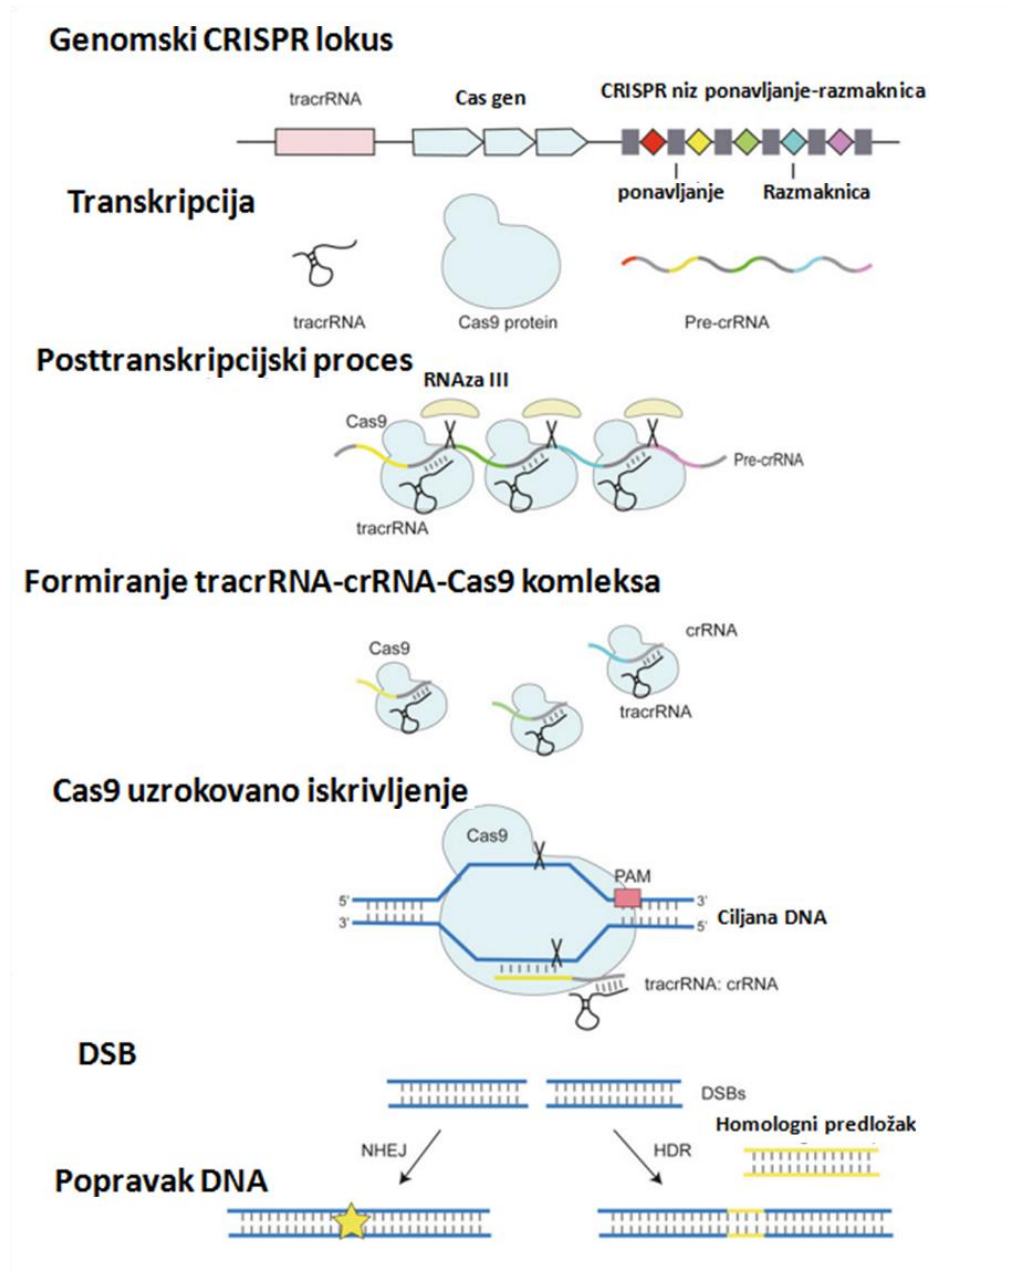 Genomski CRISPR lokus
tracrRNA
Cas gen
CRISPR niz ponavljanje-razmaknica
ponavljanje
Razmaknica
Transkripcija
tracrRNA
Cas9 protein
Pre-crRNA
Posttranskripcijski proces
RNAza III
Cas9
Pre-crRNA
tracrRNA
Formiranje tracrRNA-crRNA-Cas9 komleksa
crRNA
Cas9
tracrRNA
Cas9 uzrokovano iskrivljenje
Cas9
PAM
5' 3'
3' 5'
Ciljana DNA
tracrRNA: crRNA
DSB
DSBs
Homologni predložak
NHEJ
HDR
Popravak DNA